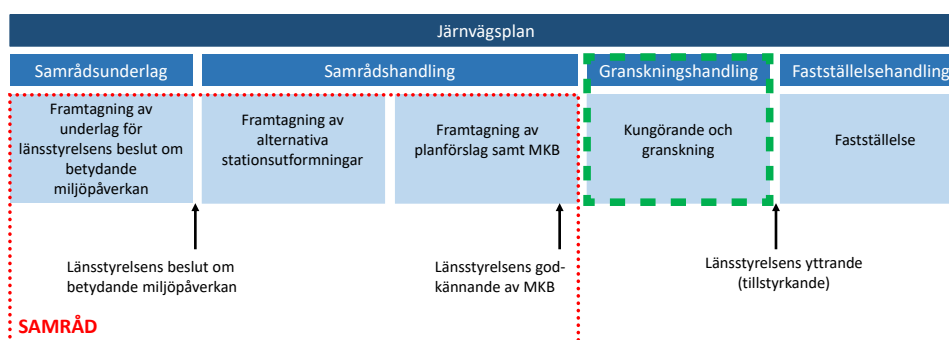 Järnvägsplan
Samrådsunderlag
Samrådshandling
Granskningshandling
Fastställelsehandling
Framtagning av
underlag för
länsstyrelsens beslut om
betydande
miljöpåverkan
Framtagning av
alternativa
stationsutformningar
Framtagning av
planförslag samt MKB
Kungörande och
granskning
Fastställelse
Länsstyrelsens beslut om
betydande miljöpåverkan
Länsstyrelsens god-
kännande av MKB
Länsstyrelsens yttrande
(tillstyrkande)
SAMRÅD